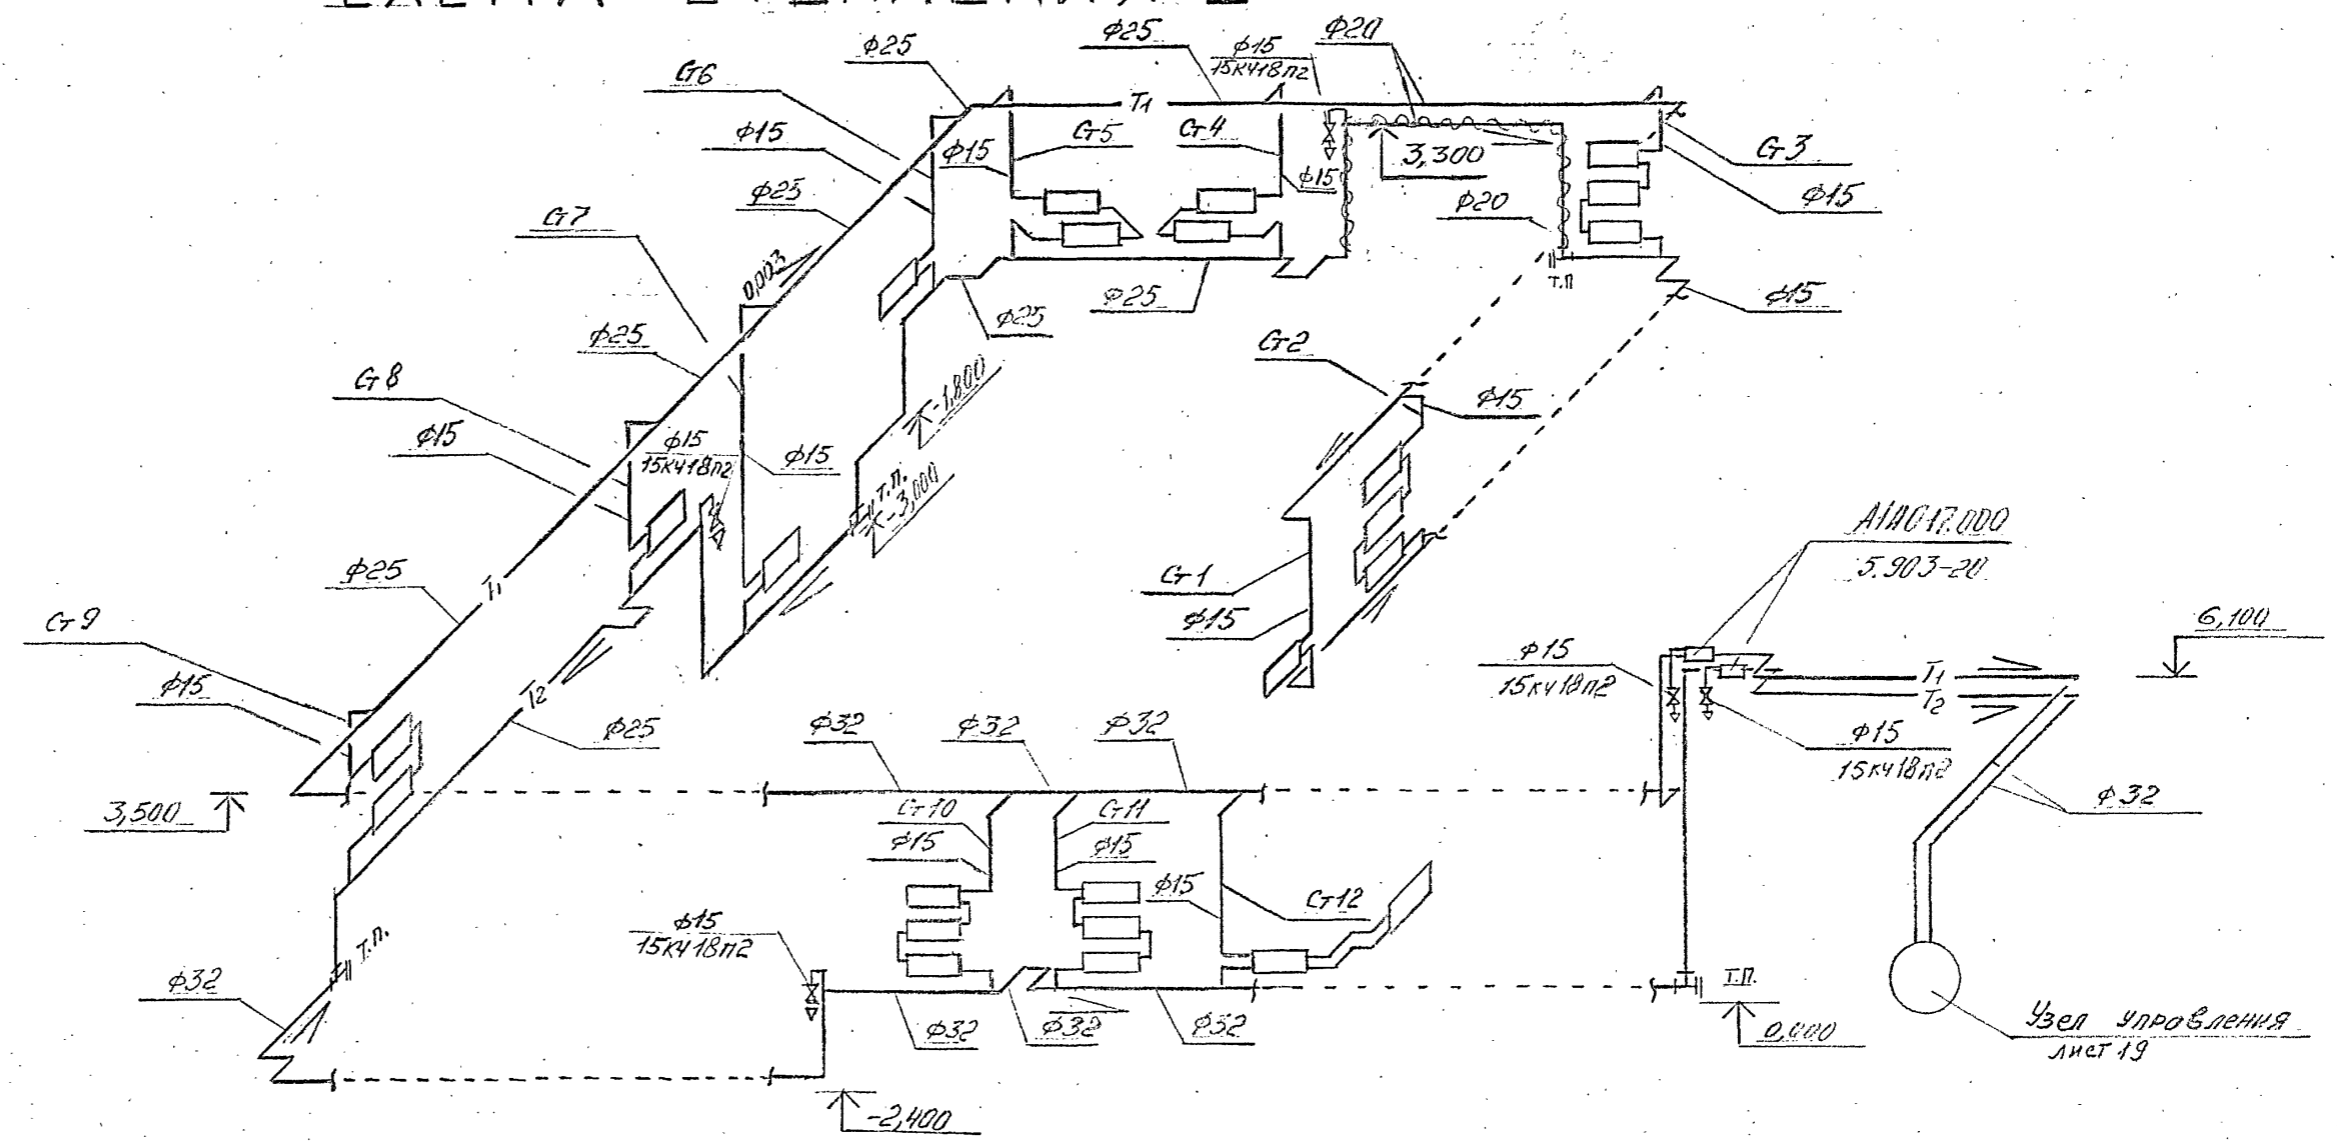 ф25
ф25
ф15
15кч18п2
ф20
Ст6
Т1
ф15
ф15
Ст5
Ст4
3,300
Ст3
ф15
ф15
ф25
ф20
Ст7
0,003
Т.П
ф15
ф25
ф25
ф25
Ст2
Ст8
-1,800
ф15
ф15
ф15
15кч18п2
ф15
Т.П.
-3,000
5.903-20
Ст1
ф25
Т1
ф15
Ст9
6,100
ф15
15кч18п2
Т1
Т2
ф15
Т2
ф25
ф32
ф32
ф32
ф15
15кч18п2
ф32
3,500
Ст10
Ст11
ф15
ф15
ф15
Ст12
ф15
15кч18п2
Т.П.
ф32
Т.П.
ф32
ф32
ф32
0,000
Узел управления
лист 19
-2,400